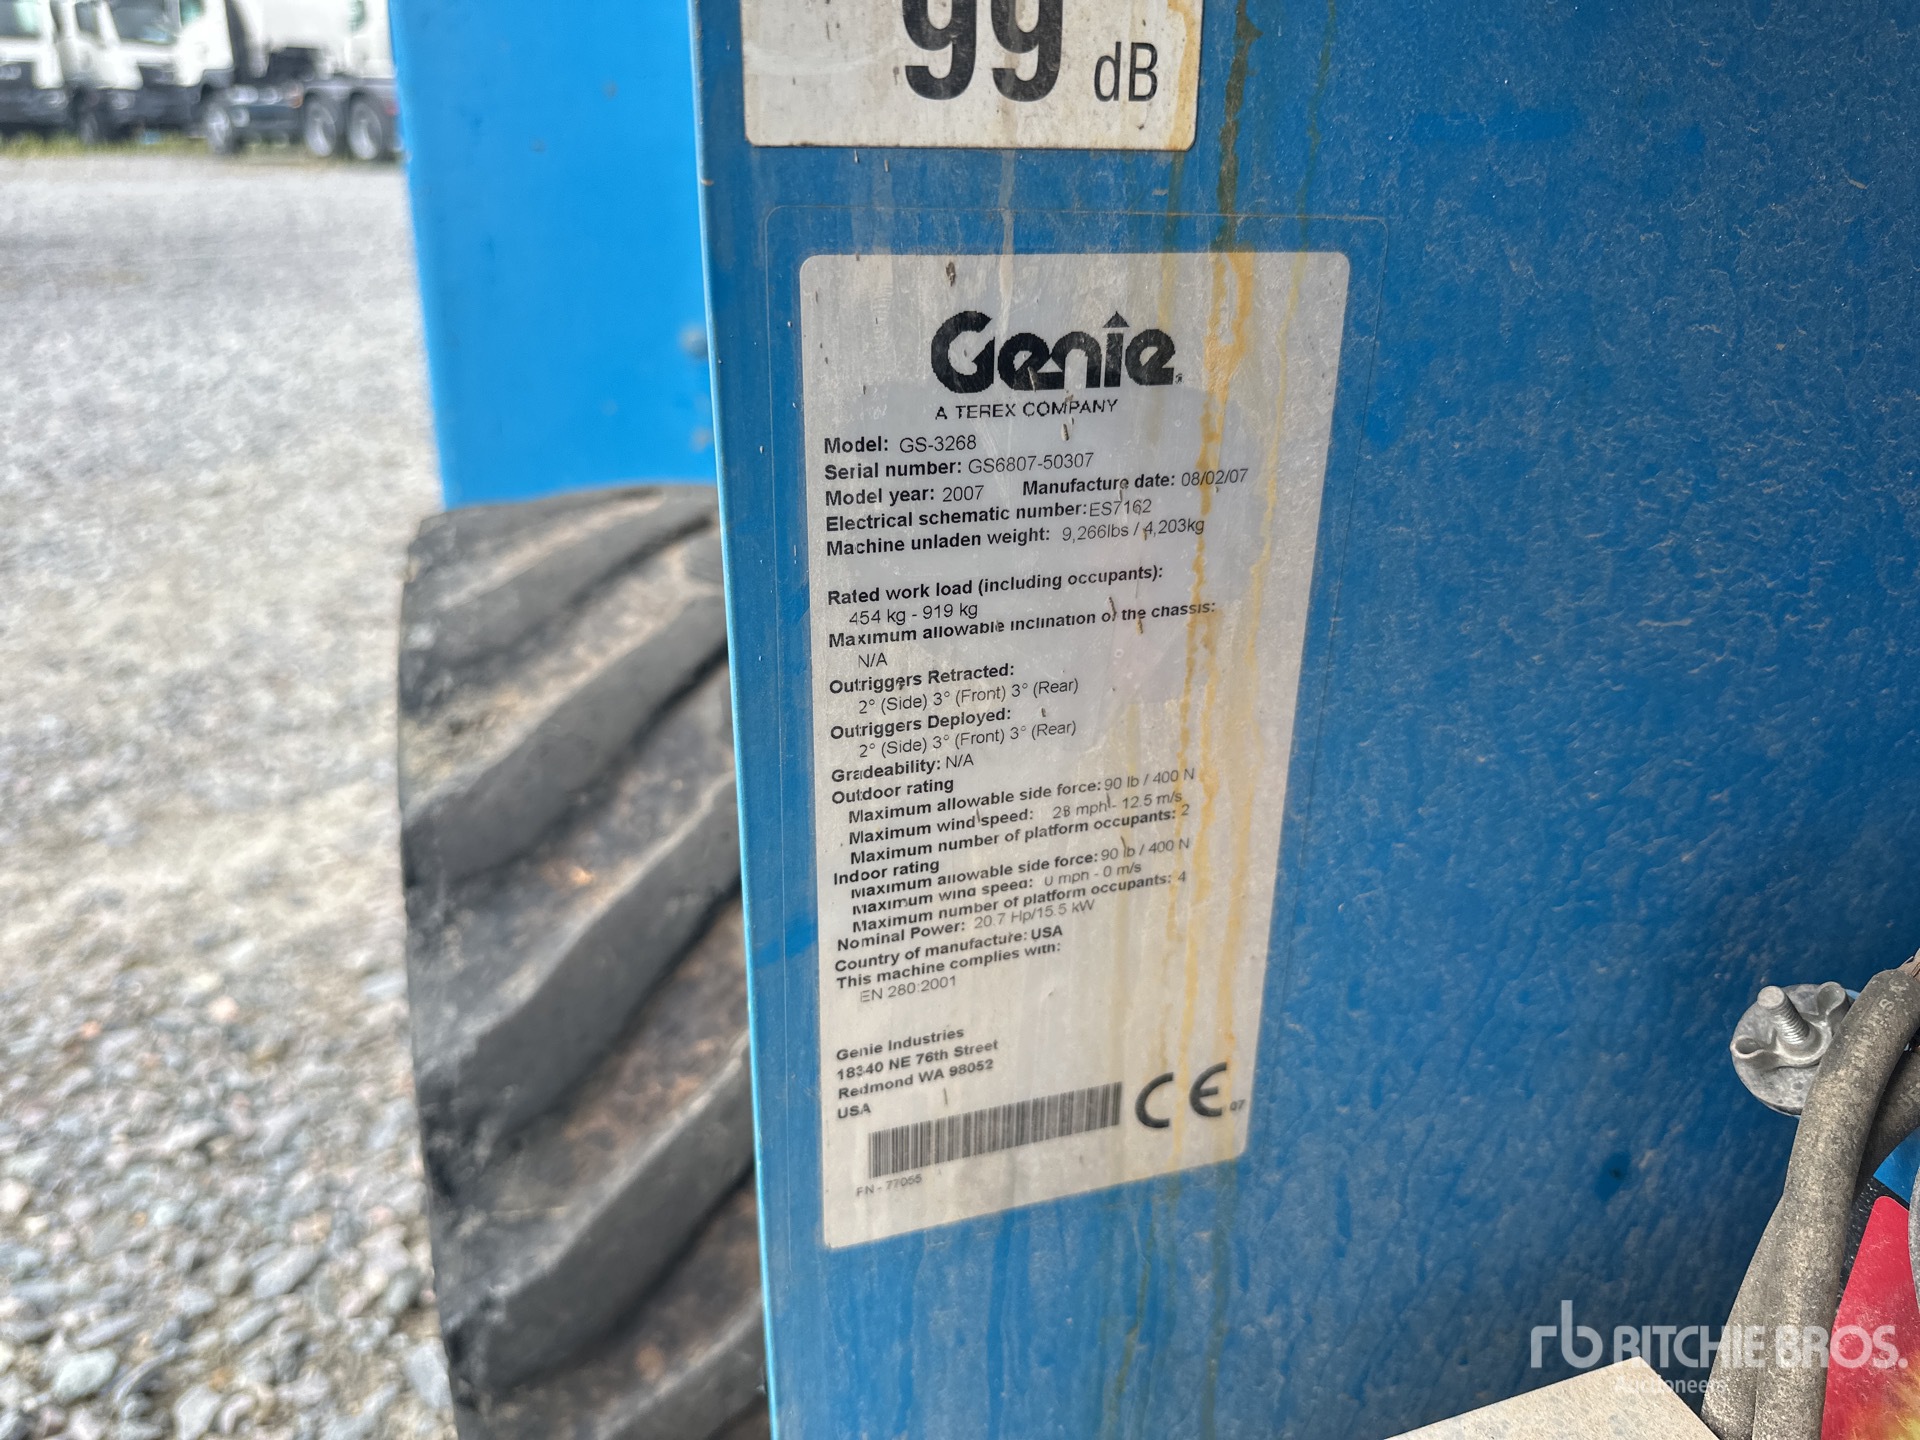 99 dB
Genie
A TEREX COMPANY
Model: GS-3268
Serial number: GS6807-50307
Model year: 2007 Manufacture date: 08/02/07
Electrical schematic number: ES7162
Machine unladen weight: 9,266lbs / 4,203kg
Rated work load (including occupants):
454 kg - 919 kg
Maximum allowable inclination of the chassis:
N/A
Outriggers Retracted:
2° (Side) 3° (Front) 3° (Rear)
Outriggers Deployed:
2° (Side) 3° (Front) 3° (Rear)
Gradeability: N/A
Outdoor rating
Maximum allowable side force: 90 lb / 400 N
Maximum wind speed: 28 mph - 12.5 m/s
Maximum number of platform occupants: 2
Indoor rating
Maximum allowable side force: 90 lb / 400 N
Maximum wind speed: 0 mph - 0 m/s
Maximum number of platform occupants: 4
Nominal Power: 20.7 Hp/15.5 kW
Country of manufacture: USA
This machine complies with:
EN 280:2001
Genie Industries
18340 NE 76th Street
Redmond WA 98052
USA
CE 07
PN - 77055
rb RITCHIE BROS.
Auctioneers